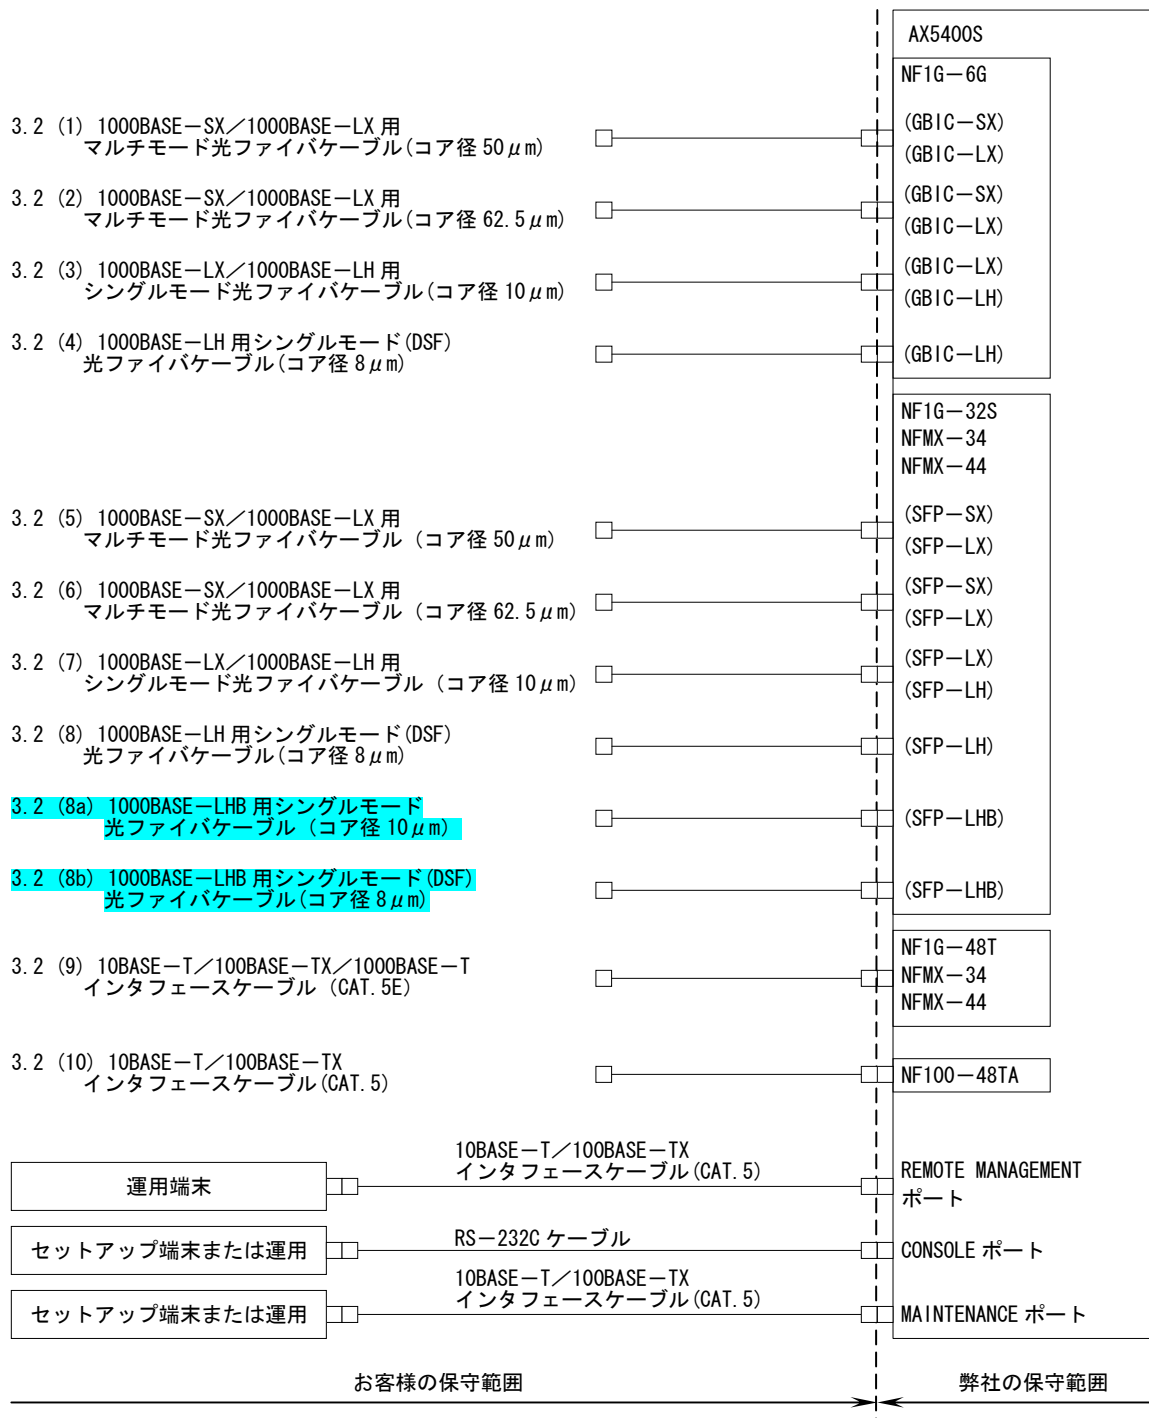 AX5400S
NF1G－6G
3.2 (1) 1000BASE－SX／1000BASE－LX 用
マルチモード光ファイバケーブル(コア径 50μm)
(GBIC－SX)
(GBIC－LX)
3.2 (2) 1000BASE－SX／1000BASE－LX 用
マルチモード光ファイバケーブル(コア径 62.5μm)
(GBIC－SX)
(GBIC－LX)
3.2 (3) 1000BASE－LX／1000BASE－LH 用
シングルモード光ファイバケーブル(コア径 10μm)
(GBIC－LX)
(GBIC－LH)
3.2 (4) 1000BASE－LH 用シングルモード(DSF)
光ファイバケーブル(コア径 8μm)
(GBIC－LH)
NF1G－32S
NFMX－34
NFMX－44
3.2 (5) 1000BASE－SX／1000BASE－LX 用
マルチモード光ファイバケーブル (コア径 50μm)
(SFP－SX)
(SFP－LX)
3.2 (6) 1000BASE－SX／1000BASE－LX 用
マルチモード光ファイバケーブル (コア径 62.5μm)
(SFP－SX)
(SFP－LX)
3.2 (7) 1000BASE－LX／1000BASE－LH 用
シングルモード光ファイバケーブル (コア径 10μm)
(SFP－LX)
(SFP－LH)
3.2 (8) 1000BASE－LH 用シングルモード(DSF)
光ファイバケーブル(コア径 8μm)
(SFP－LH)
3.2 (8a) 1000BASE－LHB 用シングルモード
光ファイバケーブル (コア径 10μm)
(SFP－LHB)
3.2 (8b) 1000BASE－LHB 用シングルモード(DSF)
光ファイバケーブル(コア径 8μm)
(SFP－LHB)
3.2 (9) 10BASE－T／100BASE－TX／1000BASE－T
インタフェースケーブル (CAT.5E)
NF1G－48T
NFMX－34
NFMX－44
3.2 (10) 10BASE－T／100BASE－TX
インタフェースケーブル(CAT.5)
NF100－48TA
運用端末
10BASE－T／100BASE－TX
インタフェースケーブル(CAT.5)
REMOTE MANAGEMENT
ポート
セットアップ端末または運用
RS－232C ケーブル
CONSOLE ポート
セットアップ端末または運用
10BASE－T／100BASE－TX
インタフェースケーブル(CAT.5)
MAINTENANCE ポート
お客様の保守範囲
弊社の保守範囲